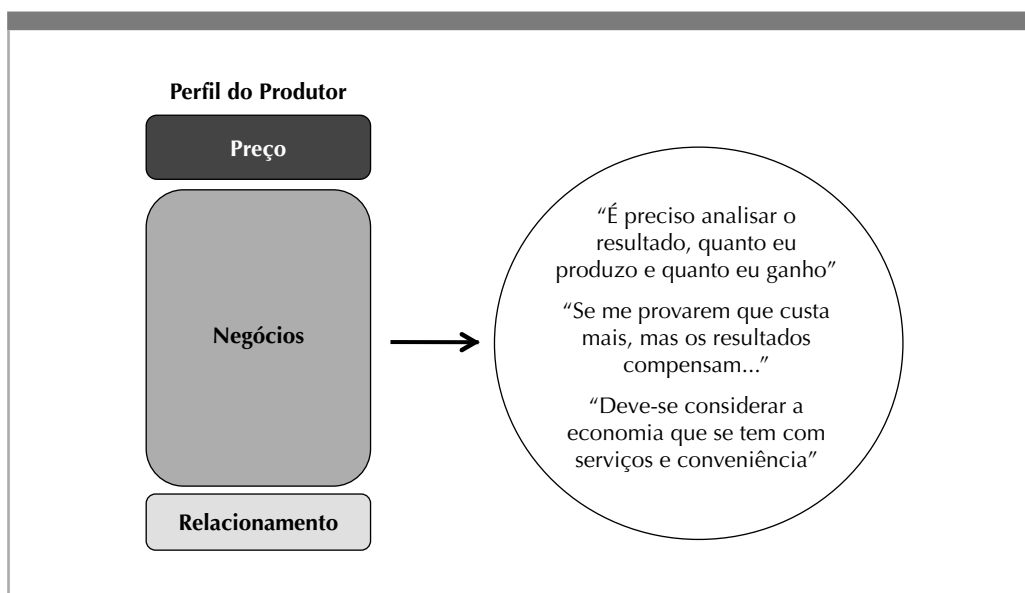 Perfil do Produtor
Preço
Negócios
Relacionamento
“É preciso analisar o
resultado, quanto eu
produzo e quanto eu ganho”
“Se me provarem que custa
mais, mas os resultados
compensam...”
“Deve-se considerar a
economia que se tem com
serviços e conveniência”